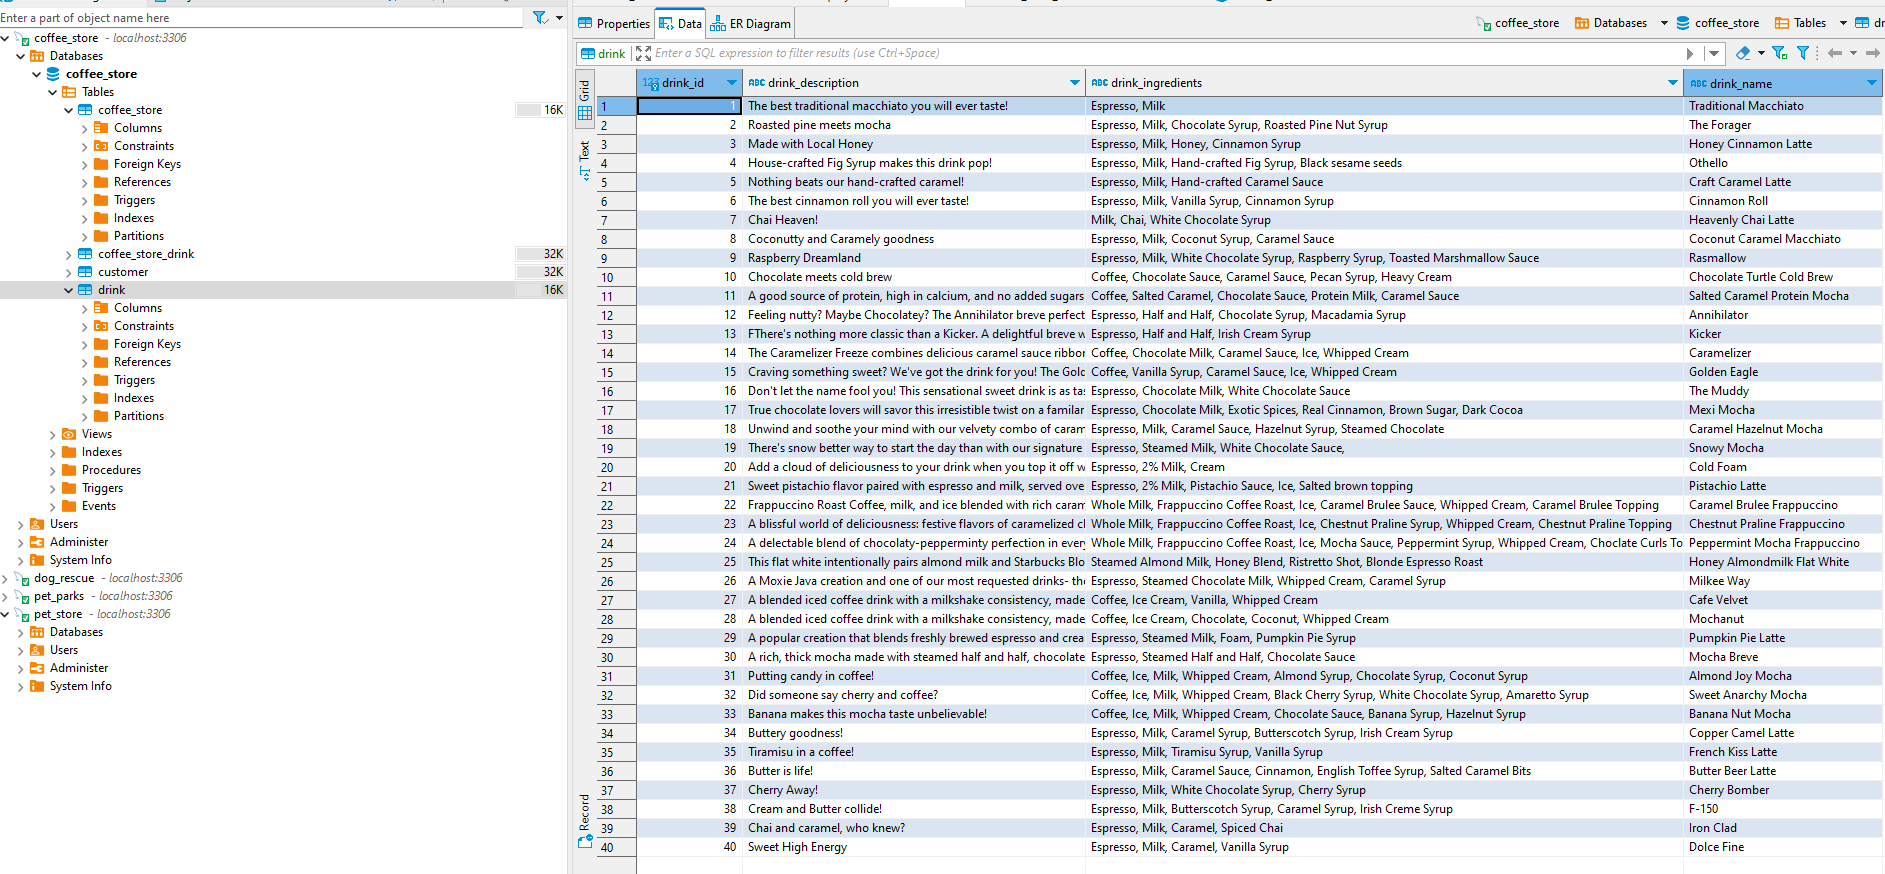 Enter a part of object name here
coffee_store - localhost:3306
Databases
coffee_store
Tables
coffee_store 16K
Columns
Constraints
Foreign Keys
References
Triggers
Indexes
Partitions
coffee_store_drink 32K
customer 32K
drink 16K
Columns
Constraints
Foreign Keys
References
Triggers
Indexes
Partitions
Views
Indexes
Procedures
Triggers
Events
Users
Administer
System Info
dog_rescue - localhost:3306
pet_parks - localhost:3306
pet_store - localhost:3306
Databases
Users
Administer
System Info
Properties Data ER Diagram coffee_store Databases coffee_store Tables
drink Enter a SQL expression to filter results (use Ctrl+Space)
Grid
Text
Record
123 drink_id ABC drink_description ABC drink_ingredients ABC drink_name
1 1 The best traditional macchiato you will ever taste! Espresso, Milk Traditional Macchiato
2 2 Roasted pine meets mocha Espresso, Milk, Chocolate Syrup, Roasted Pine Nut Syrup The Forager
3 3 Made with Local Honey Espresso, Milk, Honey, Cinnamon Syrup Honey Cinnamon Latte
4 4 House-crafted Fig Syrup makes this drink pop! Espresso, Milk, Hand-crafted Fig Syrup, Black sesame seeds Othello
5 5 Nothing beats our hand-crafted caramel! Espresso, Milk, Hand-crafted Caramel Sauce Craft Caramel Latte
6 6 The best cinnamon roll you will ever taste! Espresso, Milk, Vanilla Syrup, Cinnamon Syrup Cinnamon Roll
7 7 Chai Heaven! Milk, Chai, White Chocolate Syrup Heavenly Chai Latte
8 8 Coconutty and Caramely goodness Espresso, Milk, Coconut Syrup, Caramel Sauce Coconut Caramel Macchiato
9 9 Raspberry Dreamland Espresso, Milk, White Chocolate Syrup, Raspberry Syrup, Toasted Marshmallow Sauce Rasmallow
10 10 Chocolate meets cold brew Coffee, Chocolate Sauce, Caramel Sauce, Pecan Syrup, Heavy Cream Chocolate Turtle Cold Brew
11 11 A good source of protein, high in calcium, and no added sugars Coffee, Salted Caramel, Chocolate Sauce, Protein Milk, Caramel Sauce Salted Caramel Protein Mocha
12 12 Feeling nutty? Maybe Chocolatey? The Annihilator breve perfect Espresso, Half and Half, Chocolate Syrup, Macadamia Syrup Annihilator
13 13 FThere's nothing more classic than a Kicker. A delightful breve w Espresso, Half and Half, Irish Cream Syrup Kicker
14 14 The Caramelizer Freeze combines delicious caramel sauce ribbor Coffee, Chocolate Milk, Caramel Sauce, Ice, Whipped Cream Caramelizer
15 15 Craving something sweet? We've got the drink for you! The Gold Coffee, Vanilla Syrup, Caramel Sauce, Ice, Whipped Cream Golden Eagle
16 16 Don't let the name fool you! This sensational sweet drink is as tas Espresso, Chocolate Milk, White Chocolate Sauce The Muddy
17 17 True chocolate lovers will savor this irresistible twist on a familar Espresso, Chocolate Milk, Exotic Spices, Real Cinnamon, Brown Sugar, Dark Cocoa Mexi Mocha
18 18 Unwind and soothe your mind with our velvety combo of caram Espresso, Milk, Caramel Sauce, Hazelnut Syrup, Steamed Chocolate Caramel Hazelnut Mocha
19 19 There's snow better way to start the day than with our signature Espresso, Steamed Milk, White Chocolate Sauce, Snowy Mocha
20 20 Add a cloud of deliciousness to your drink when you top it off w Espresso, 2% Milk, Cream Cold Foam
21 21 Sweet pistachio flavor paired with espresso and milk, served ove Espresso, 2% Milk, Pistachio Sauce, Ice, Salted brown topping Pistachio Latte
22 22 Frappuccino Roast Coffee, milk, and ice blended with rich caram Whole Milk, Frappuccino Coffee Roast, Ice, Caramel Brulee Sauce, Whipped Cream, Caramel Brulee Topping Caramel Brulee Frappuccino
23 23 A blissful world of deliciousness: festive flavors of caramelized cl Whole Milk, Frappuccino Coffee Roast, Ice, Chestnut Praline Syrup, Whipped Cream, Chestnut Praline Topping Chestnut Praline Frappuccino
24 24 A delectable blend of chocolaty-pepperminty perfection in every Whole Milk, Frappuccino Coffee Roast, Ice, Mocha Sauce, Peppermint Syrup, Whipped Cream, Choclate Curls To Peppermint Mocha Frappuccino
25 25 This flat white intentionally pairs almond milk and Starbucks Blo Steamed Almond Milk, Honey Blend, Ristretto Shot, Blonde Espresso Roast Honey Almondmilk Flat White
26 26 A Moxie Java creation and one of our most requested drinks- the Espresso, Steamed Chocolate Milk, Whipped Cream, Caramel Syrup Milkee Way
27 27 A blended iced coffee drink with a milkshake consistency, made Coffee, Ice Cream, Vanilla, Whipped Cream Cafe Velvet
28 28 A blended iced coffee drink with a milkshake consistency, made Coffee, Ice Cream, Chocolate, Coconut, Whipped Cream Mochanut
29 29 A popular creation that blends freshly brewed espresso and crea Espresso, Steamed Milk, Foam, Pumpkin Pie Syrup Pumpkin Pie Latte
30 30 A rich, thick mocha made with steamed half and half, chocolate Espresso, Steamed Half and Half, Chocolate Sauce Mocha Breve
31 31 Putting candy in coffee! Coffee, Ice, Milk, Whipped Cream, Almond Syrup, Chocolate Syrup, Coconut Syrup Almond Joy Mocha
32 32 Did someone say cherry and coffee? Coffee, Ice, Milk, Whipped Cream, Black Cherry Syrup, White Chocolate Syrup, Amaretto Syrup Sweet Anarchy Mocha
33 33 Banana makes this mocha taste unbelievable! Coffee, Ice, Milk, Whipped Cream, Chocolate Sauce, Banana Syrup, Hazelnut Syrup Banana Nut Mocha
34 34 Buttery goodness! Espresso, Milk, Caramel Syrup, Butterscotch Syrup, Irish Cream Syrup Copper Camel Latte
35 35 Tiramisu in a coffee! Espresso, Milk, Tiramisu Syrup, Vanilla Syrup French Kiss Latte
36 36 Butter is life! Espresso, Milk, Caramel Sauce, Cinnamon, English Toffee Syrup, Salted Caramel Bits Butter Beer Latte
37 37 Cherry Away! Espresso, Milk, White Chocolate Syrup, Cherry Syrup Cherry Bomber
38 38 Cream and Butter collide! Espresso, Milk, Butterscotch Syrup, Caramel Syrup, Irish Creme Syrup F-150
39 39 Chai and caramel, who knew? Espresso, Milk, Caramel, Spiced Chai Iron Clad
40 40 Sweet High Energy Espresso, Milk, Caramel, Vanilla Syrup Dolce Fine